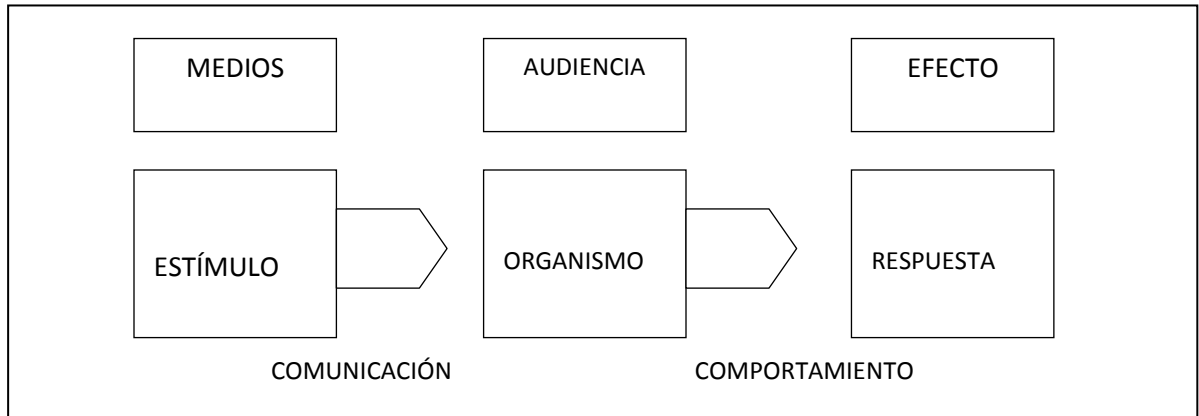 MEDIOS AUDIENCIA EFECTO
ESTÍMULO ORGANISMO RESPUESTA
COMUNICACIÓN COMPORTAMIENTO